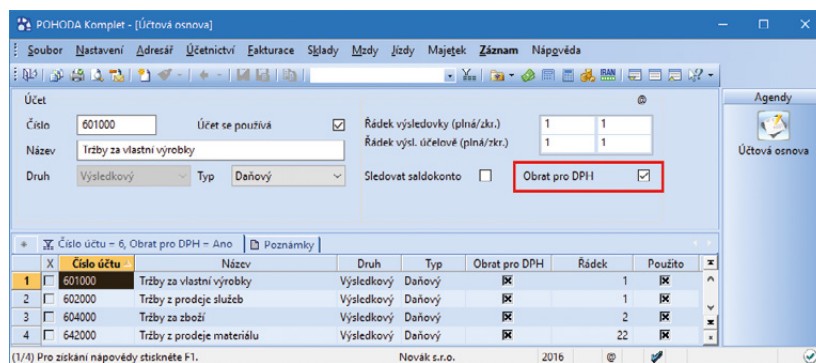 POHODA Komplet - [Účtová osnova]
Soubor Nastavení Adresář Účetnictví Fakturace Sklady Mzdy Jízdy Majetek Záznam Nápověda
Účet @ Agendy
Číslo 601000 Účet se používá Řádek výsledovky (plná/zkr.) 1 1
Název Tržby za vlastní výrobky Řádek výsl. účelově (plná/zkr.) 1 1 Účtová osnova
Druh Výsledkový Typ Daňový Sledovat saldokonto Obrat pro DPH
Číslo účtu = 6, Obrat pro DPH = Ano Poznámky
X Číslo účtu Název Druh Typ Obrat pro DPH Řádek Použito
1 601000 Tržby za vlastní výrobky Výsledkový Daňový 1
2 602000 Tržby z prodeje služeb Výsledkový Daňový 1
3 604000 Tržby za zboží Výsledkový Daňový 2
4 642000 Tržby z prodeje materiálu Výsledkový Daňový 22
(1/4) Pro získání nápovědy stiskněte F1. Novák s.r.o. 2016 @